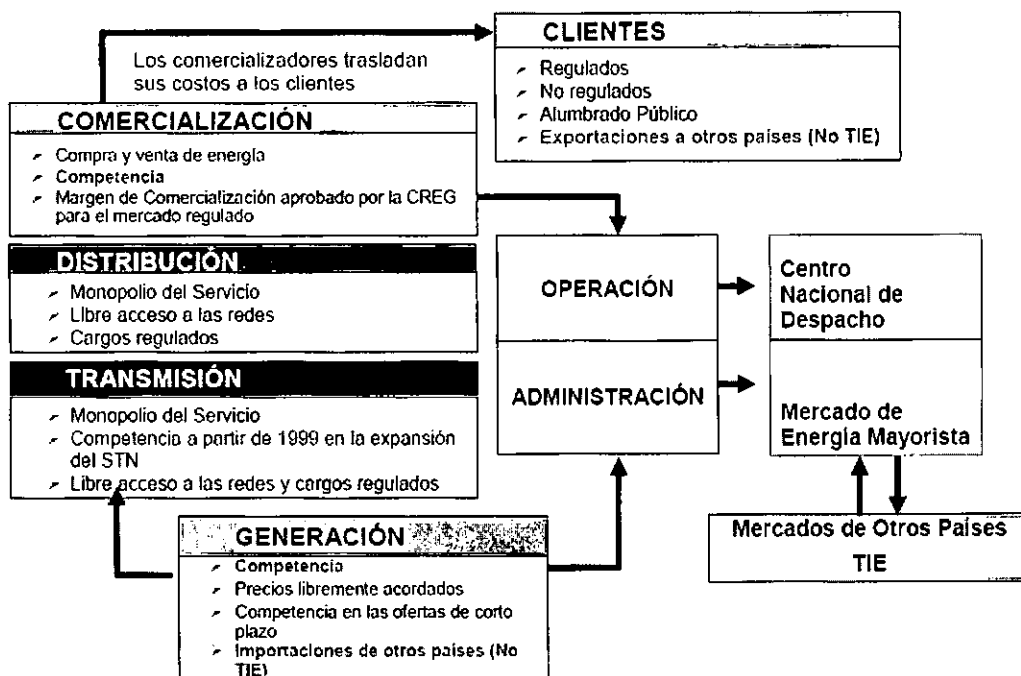 CLIENTES
Los comercializadores trasladan
sus costos a los clientes
Regulados
No regulados
Alumbrado Público
Exportaciones a otros países (No TIE)
COMERCIALIZACIÓN
Compra y venta de energía
Competencia
Margen de Comercialización aprobado por la CREG
para el mercado regulado
DISTRIBUCIÓN
Monopolio del Servicio
Libre acceso a las redes
Cargos regulados
TRANSMISIÓN
Monopolio del Servicio
Competencia a partir de 1999 en la expansión
del STN
Libre acceso a las redes y cargos regulados
OPERACIÓN
ADMINISTRACIÓN
Centro
Nacional de
Despacho
Mercado de
Energía Mayorista
Mercados de Otros Países
TIE
GENERACIÓN
Competencia
Precios libremente acordados
Competencia en las ofertas de corto
plazo
Importaciones de otros países (No
TIE)